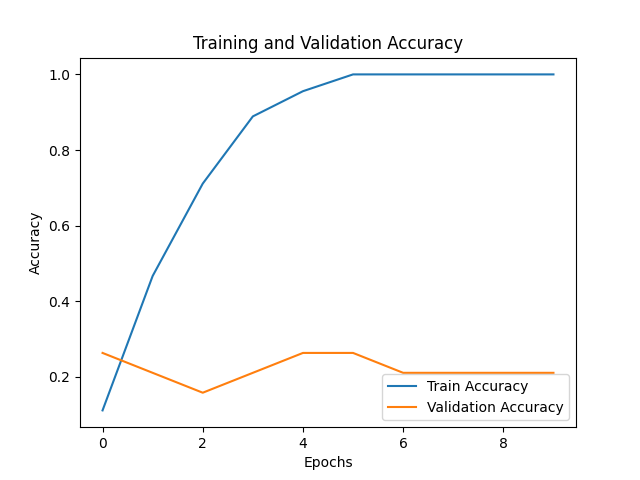 Training and Validation Accuracy
Accuracy
1.0
0.8
0.6
0.4
0.2
Train Accuracy
Validation Accuracy
0 2 4 6 8
Epochs